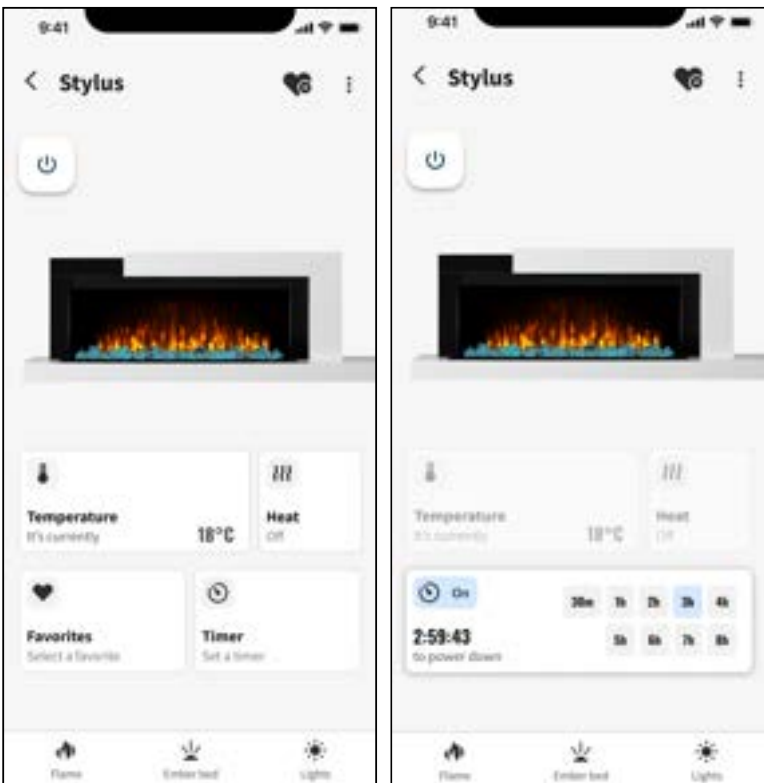 9:41
Stylus
Temperature
It's currently
18°C
Heat
Off
Favorites
Select a favorite
Timer
Set a timer
Flame
Ember bed
Lights
9:41
Stylus
Temperature
It's currently
18°C
Heat
Off
On
30m 1h 2h 3h 4h
2:59:43
5h 6h 7h 8h
to power down
Flame
Ember bed
Lights